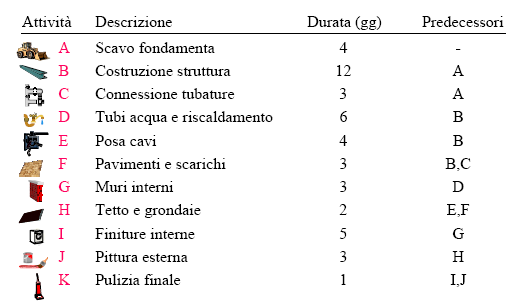 Attività Descrizione Durata (gg) Predecessori
A Scavo fondamenta 4 -
B Costruzione struttura 12 A
C Connessione tubature 3 A
D Tubi acqua e riscaldamento 6 B
E Posa cavi 4 B
F Pavimenti e scarichi 3 B,C
G Muri interni 3 D
H Tetto e grondaie 2 E,F
I Finiture interne 5 G
J Pittura esterna 3 H
K Pulizia finale 1 I,J